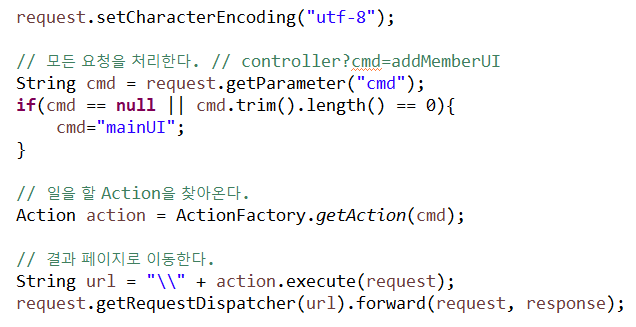 request.setCharacterEncoding("utf-8");
// 모든 요청을 처리한다. // controller?cmd=addMemberUI
String cmd = request.getParameter("cmd");
if(cmd == null || cmd.trim().length() == 0){
cmd="mainUI";
}
// 일을 할 Action을 찾아온다.
Action action = ActionFactory.getAction(cmd);
// 결과 페이지로 이동한다.
String url = "\\" + action.execute(request);
request.getRequestDispatcher(url).forward(request, response);